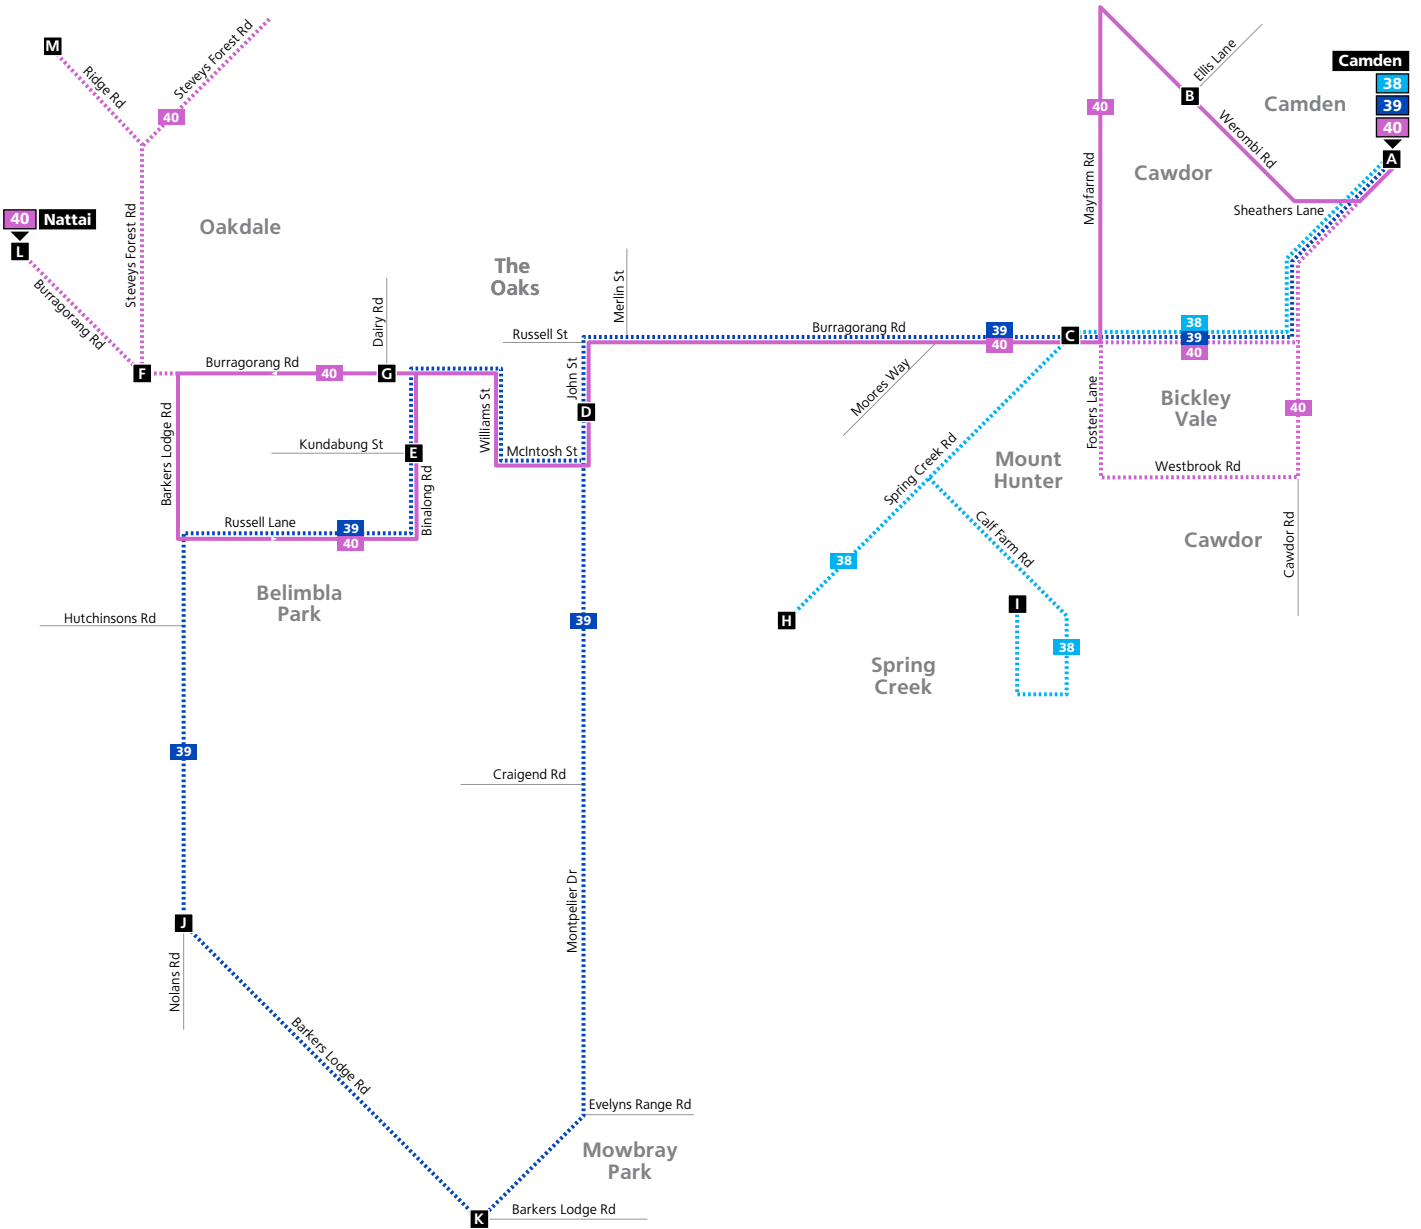 M
Ridge Rd
Steveys Forest Rd
40
Steveys Forest Rd
40 Nattai
L
Burragorang Rd
F
Oakdale
Burragorang Rd
40
Dairy Rd
G
Barkers Lodge Rd
Kundabung St
E
Binalong Rd
Russell Lane
39
40
Belimbla
Park
Hutchinsons Rd
39
J
Nolans Rd
Barkers Lodge Rd
K
Barkers Lodge Rd
The
Oaks
Russell St
Merlin St
John St
D
Williams St
McIntosh St
39
Craigend Rd
Montpelier Dr
Evelyns Range Rd
Mowbray
Park
Burragorang Rd
39
40
Moores Way
C
Spring Creek Rd
38
H
Mount
Hunter
Calf Farm Rd
I
38
Spring
Creek
40
Mayfarm Rd
B
Ellis Lane
Werombi Rd
Cawdor
Camden
Camden
38
39
40
A
Sheathers Lane
38
39
40
Bickley
Vale
Fosters Lane
Westbrook Rd
40
Cawdor
Cawdor Rd